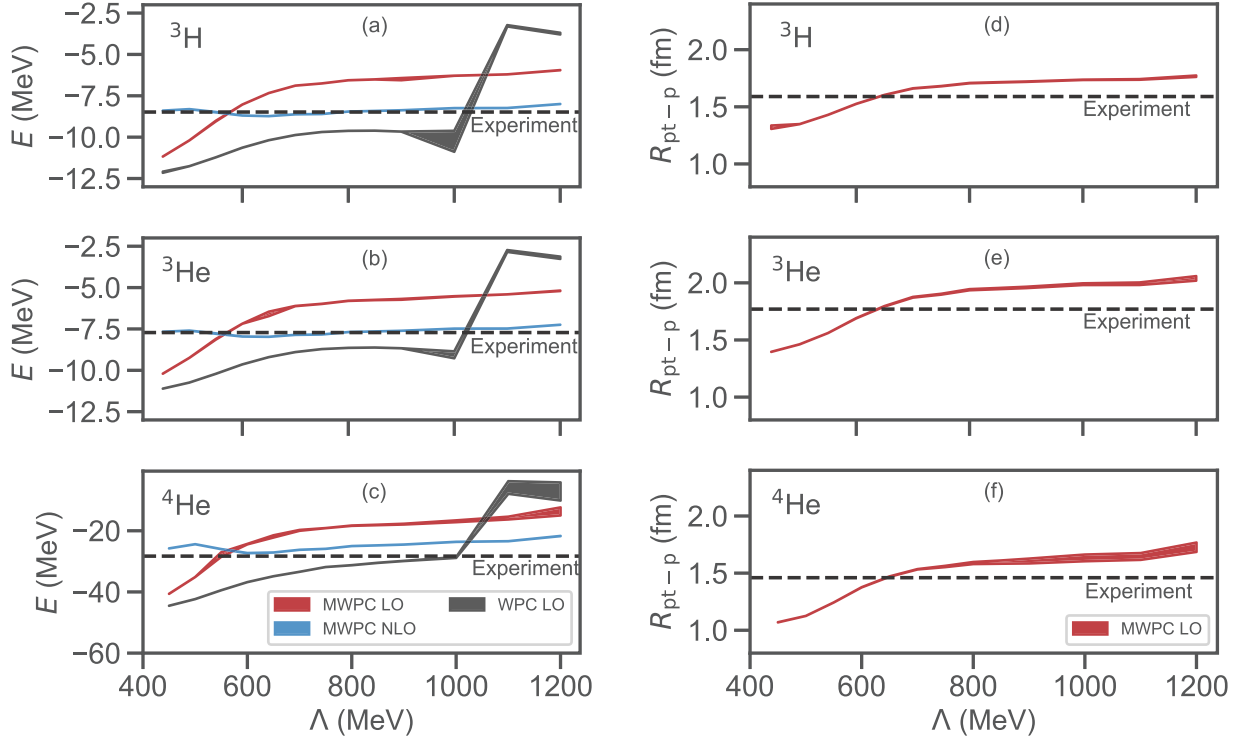 ³H (a)
E (MeV)
−2.5
−5.0
−7.5
−10.0
−12.5
Experiment
³H (d)
R_pt−p (fm)
2.0
1.5
1.0
Experiment
³He (b)
E (MeV)
−2.5
−5.0
−7.5
−10.0
−12.5
Experiment
³He (e)
R_pt−p (fm)
2.0
1.5
1.0
Experiment
⁴He (c)
E (MeV)
−20
−40
−60
Experiment
MWPC LO
MWPC NLO
WPC LO
400 600 800 1000 1200
Λ (MeV)
⁴He (f)
R_pt−p (fm)
2.0
1.5
1.0
Experiment
MWPC LO
400 600 800 1000 1200
Λ (MeV)